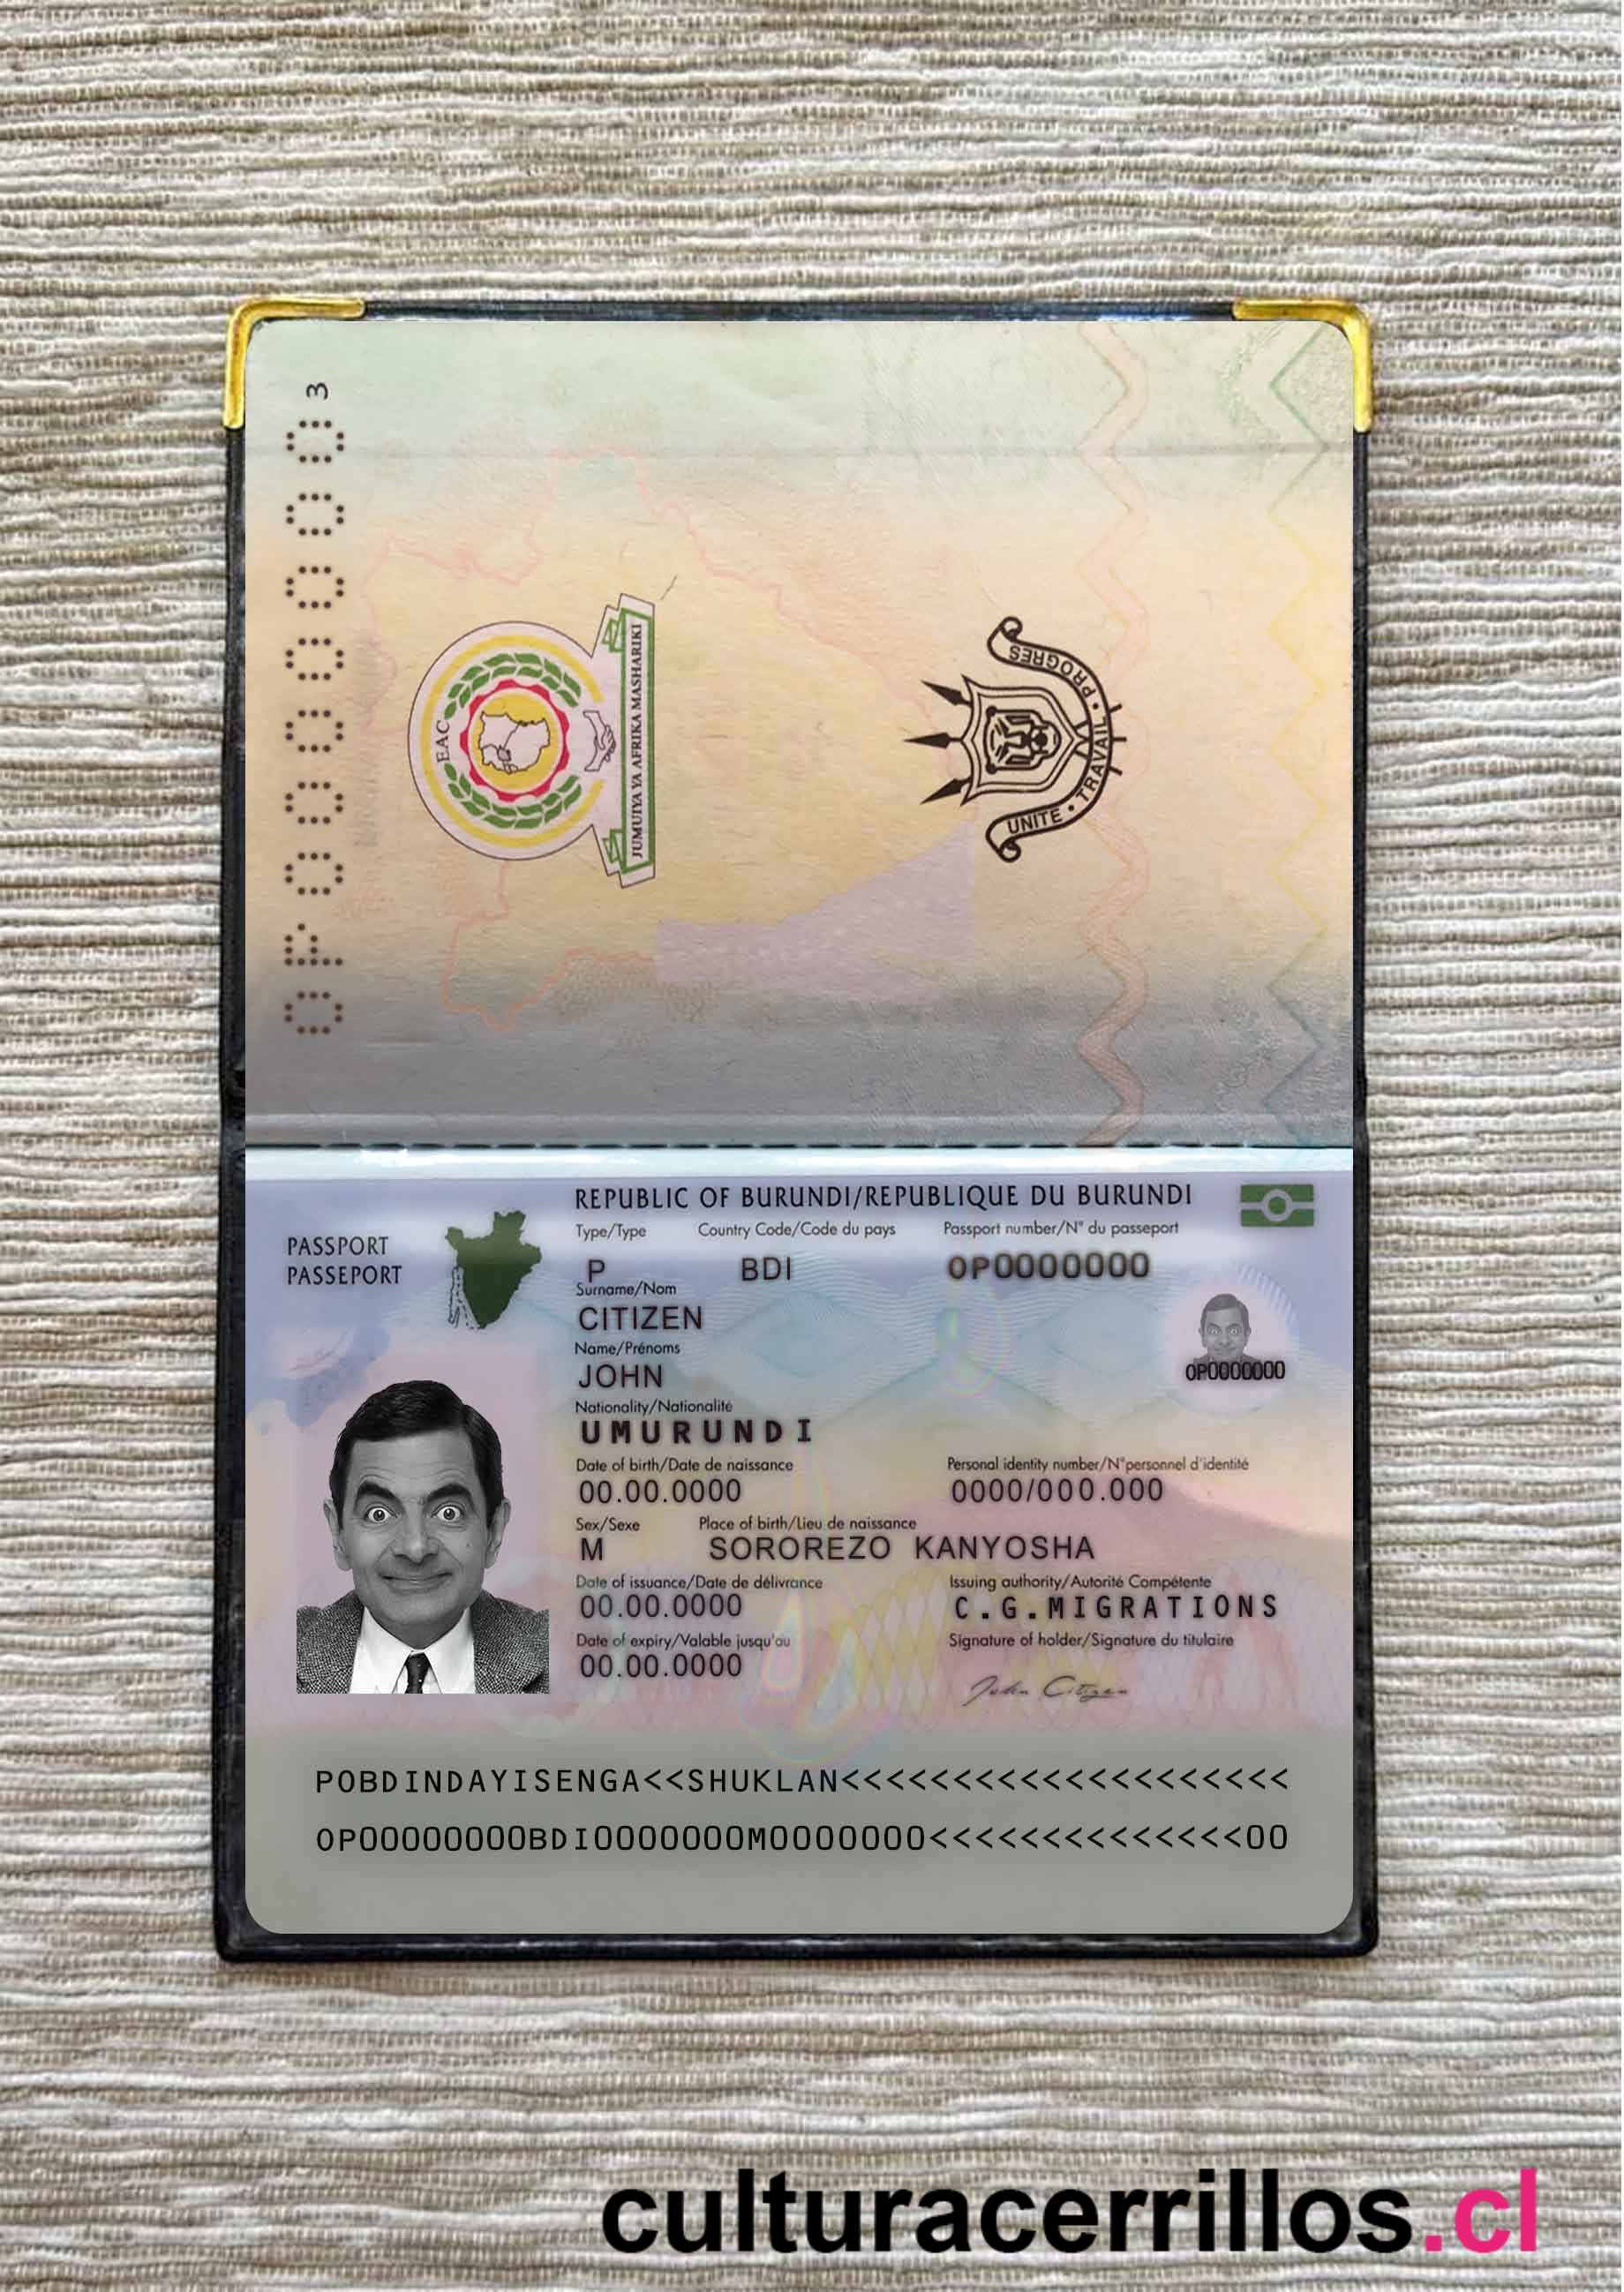 3
0P0000000
EAC
JUMUIYA YA AFRIKA MASHARIKI
UNITE • TRAVAIL • PROGRES
REPUBLIC OF BURUNDI/REPUBLIQUE DU BURUNDI
PASSPORT
PASSEPORT
Type/Type Country Code/Code du pays Passport number/N° du passeport
P BDI 0P0000000
Surname/Nom
CITIZEN
Name/Prénoms
JOHN
0P0000000
Nationality/Nationalité
UMURUNDI
Date of birth/Date de naissance Personal identity number/N°personnel d'identité
00.00.0000 0000/000.000
Sex/Sexe Place of birth/Lieu de naissance
M SOROREZO KANYOSHA
Date of issuance/Date de délivrance Issuing authority/Autorité Compétente
00.00.0000 C.G.MIGRATIONS
Date of expiry/Valable jusqu'au Signature of holder/Signature du titulaire
00.00.0000 John Citizen
POBDINDAYISENGA<<SHUKLAN<<<<<<<<<<<<<<<<<<<<
OP00000000BDI0000000M0000000<<<<<<<<<<<<<<00
culturacerrillos.cl